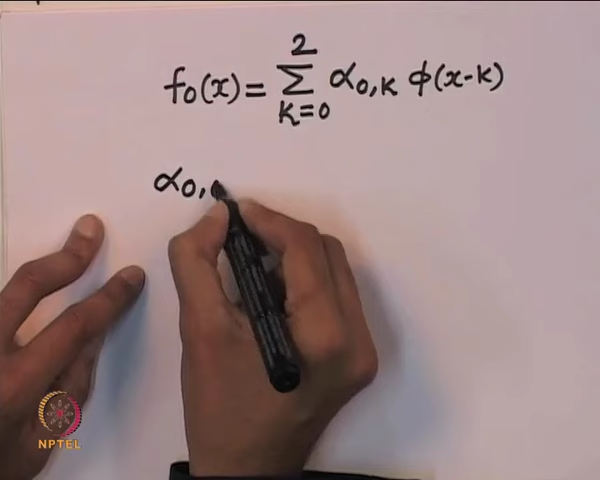 f₀(x) = Σ_{k=0}^{2} α₀,ₖ ϕ(x-k)
α₀,
NPTEL